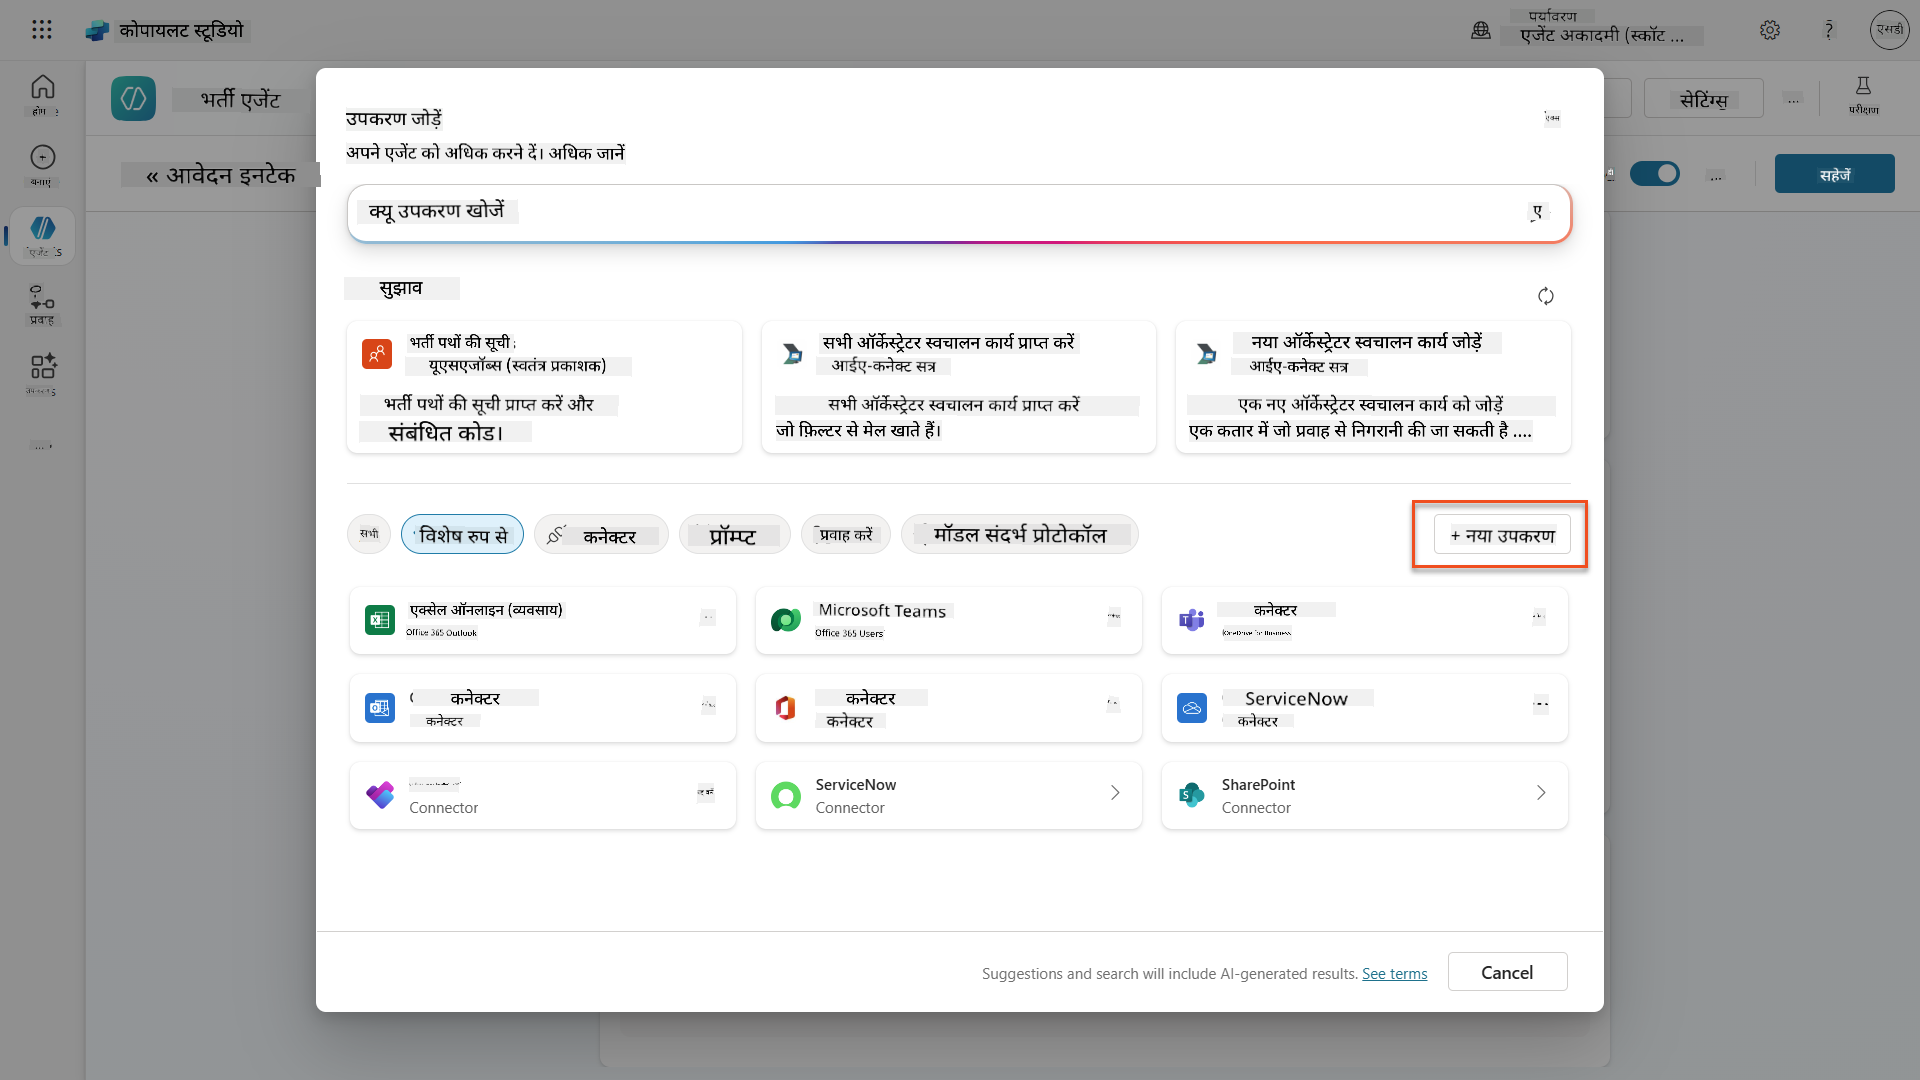 कोपायलट स्टूडियो
पर्यावरण
एजेंट अकादमी (स्कॉट ...
?
एसडी
होम
भर्ती एजेंट
सेटिंग्स
...
परीक्षण
बनाएं
« आवेदन इनटेक
...
सहेजें
एजेंट
प्रवाह
उपकरण जोड़ें
एक्स
अपने एजेंट को अधिक करने दें। अधिक जानें
क्यू उपकरण खोजें
ए
सुझाव
भर्ती पथों की सूची
यूएसएजॉब्स (स्वतंत्र प्रकाशक)
भर्ती पथों की सूची प्राप्त करें और
संबंधित कोड।
सभी ऑर्केस्ट्रेटर स्वचालन कार्य प्राप्त करें
आईए-कनेक्ट सत्र
सभी ऑर्केस्ट्रेटर स्वचालन कार्य प्राप्त करें
जो फ़िल्टर से मेल खाते हैं।
नया ऑर्केस्ट्रेटर स्वचालन कार्य जोड़ें
आईए-कनेक्ट सत्र
एक नए ऑर्केस्ट्रेटर स्वचालन कार्य को जोड़ें
एक कतार में जो प्रवाह से निगरानी की जा सकती है ....
सभी
विशेष रुप से
कनेक्टर
प्रॉम्प्ट
प्रवाह करें
मॉडल संदर्भ प्रोटोकॉल
+ नया उपकरण
एक्सेल ऑनलाइन (व्यवसाय)
Office 365 Outlook
Microsoft Teams
Office 365 Users
कनेक्टर
OneDrive for Business
कनेक्टर
कनेक्टर
कनेक्टर
कनेक्टर
ServiceNow
कनेक्टर
Connector
ServiceNow
Connector
SharePoint
Connector
Suggestions and search will include AI-generated results. See terms
Cancel